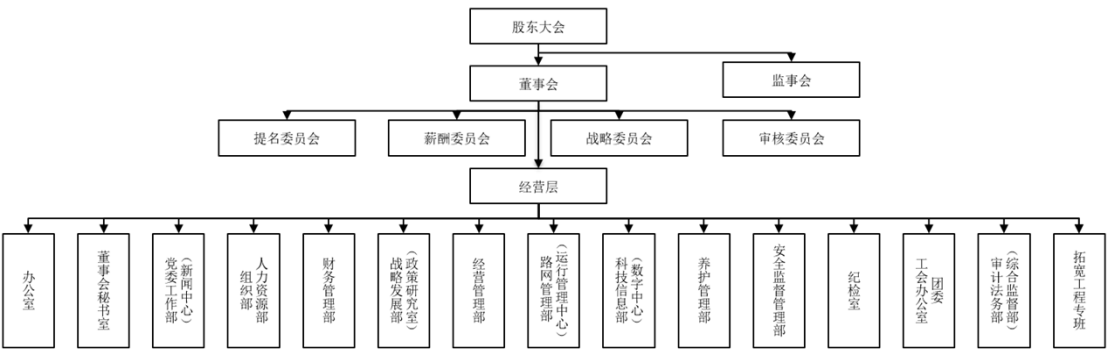 股东大会
董事会
监事会
提名委员会
薪酬委员会
战略委员会
审核委员会
经营层
办公室
董事会秘书室
党委工作部
（新闻中心）
组织部
人力资源部
财务管理部
战略发展部
（政策研究室）
经营管理部
路网管理部
（运行管理中心）
科技信息部
（数字中心）
养护管理部
安全监督管理部
纪检室
工会办公室
团委
审计法务部
（综合监督部）
拓宽工程专班